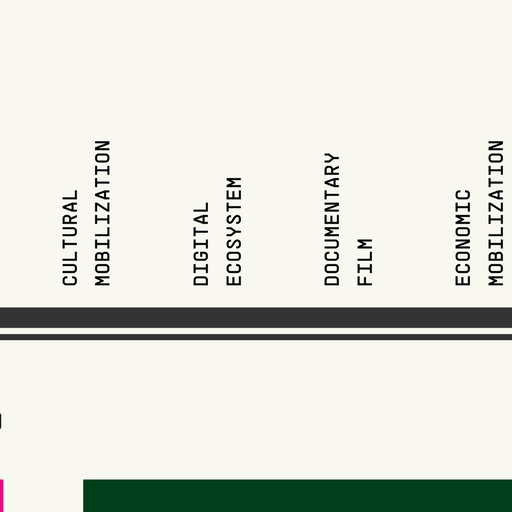 CULTURAL
MOBILIZATION
DIGITAL
ECOSYSTEM
DOCUMENTARY
FILM
ECONOMIC
MOBILIZATION